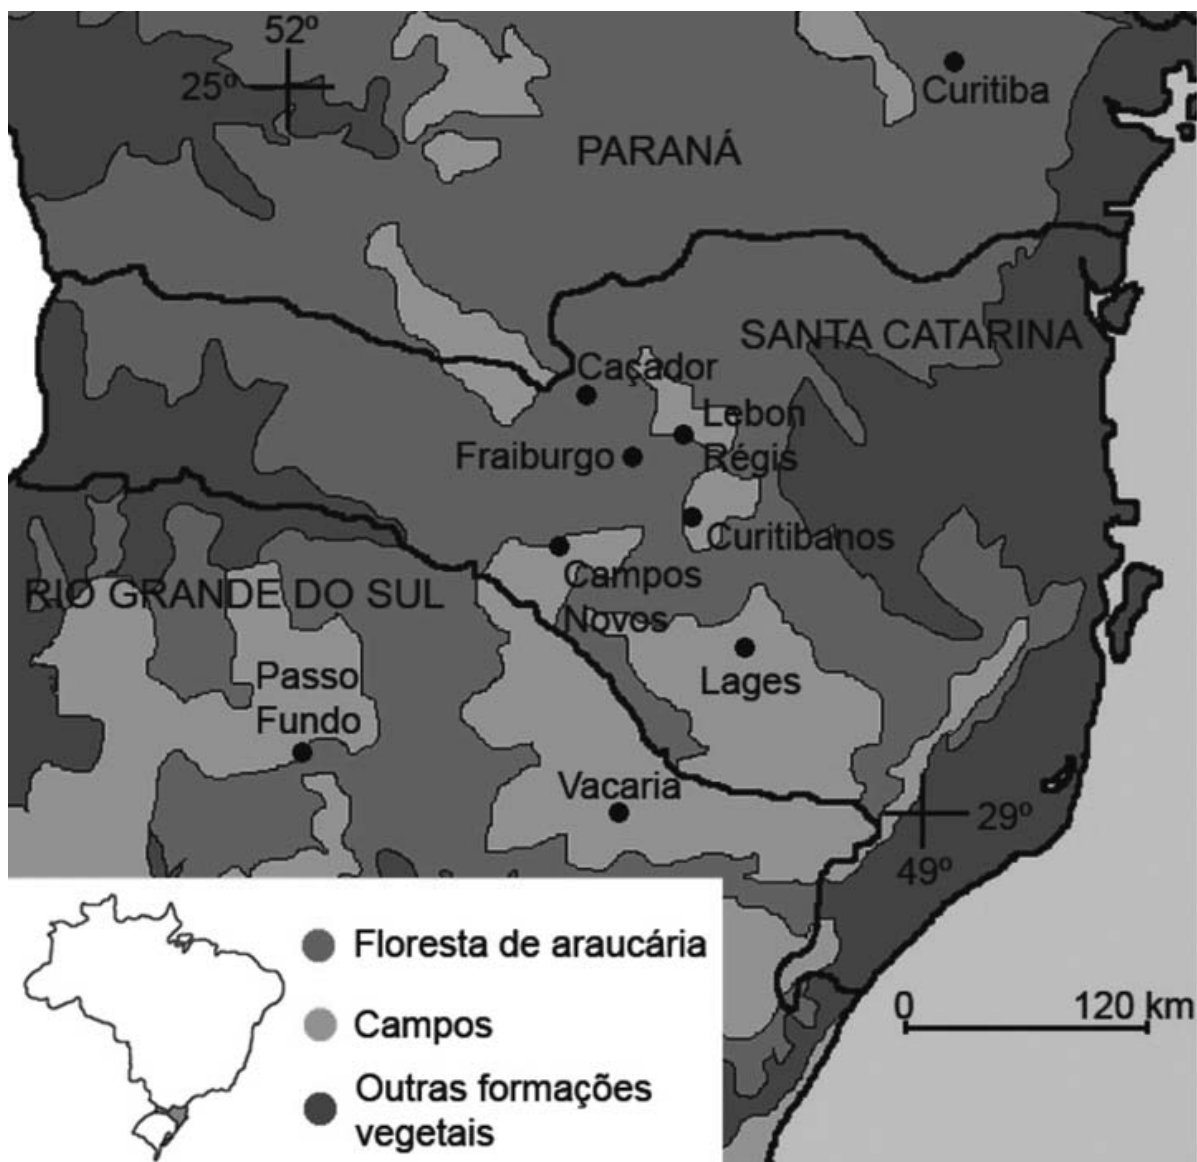 52º
25º
Curitiba
PARANÁ
SANTA CATARINA
Caçador
Lebon
Régis
Fraiburgo
Curitibanos
Campos
Novos
RIO GRANDE DO SUL
Passo
Fundo
Lages
Vacaria
29º
49º
Floresta de araucária
Campos
Outras formações
vegetais
0 120 km